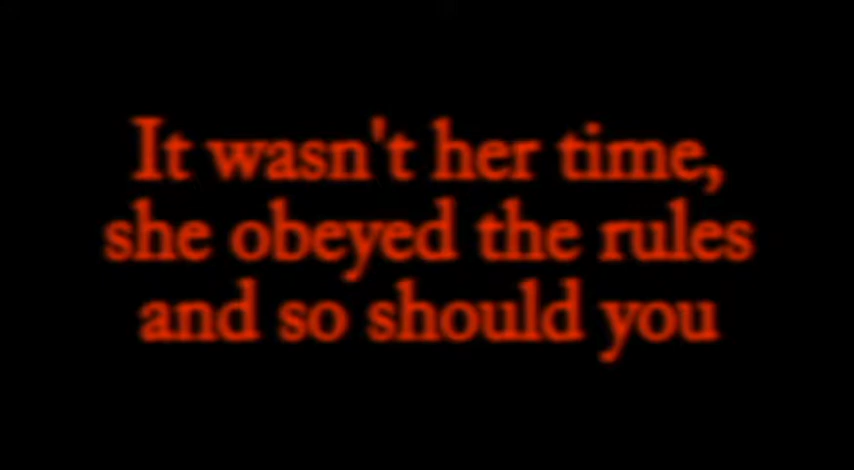 It wasn't her time,
she obeyed the rules
and so should you